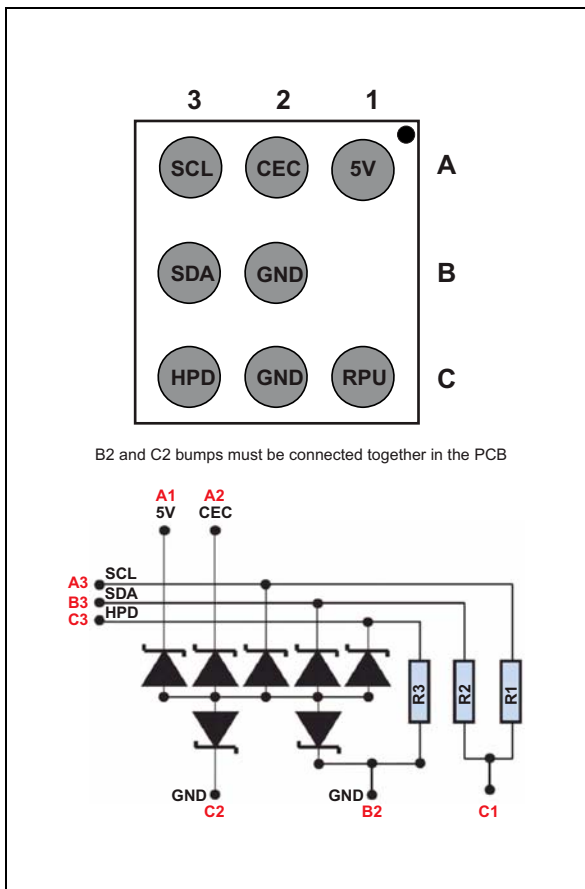 3 2 1
SCL CEC 5V A
SDA GND B
HPD GND RPU C
B2 and C2 bumps must be connected together in the PCB
A1 A2
5V CEC
A3 SCL
B3 SDA
C3 HPD
R3 R2 R1
GND GND
C2 B2 C1